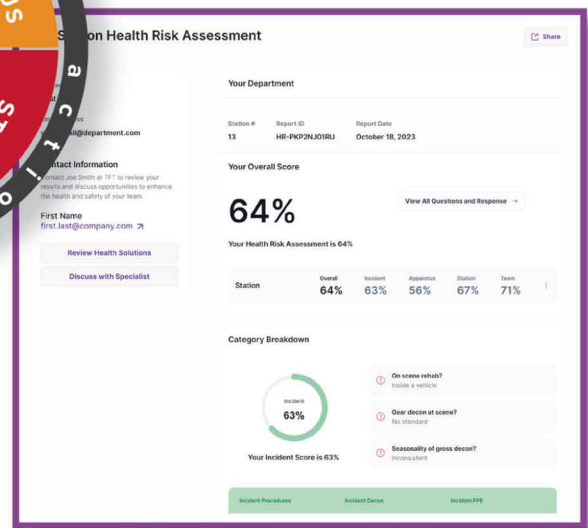 on Health Risk Assessment
Share
Your Department
Station #
Report ID
Report Date
13
HR-PKP2NJ01RU
October 18, 2023
@department.com
Your Overall Score
Contact Information
Contact Joe Smith at TFT to review your
results and discuss opportunities to enhance
the health and safety of your team.
First Name
first.last@company.com
Review Health Solutions
Discuss with Specialist
64%
View All Questions and Response →
Your Health Risk Assessment is 64%
Station
Overall
64%
Incident
63%
Apparatus
56%
Station
67%
Team
71%
Category Breakdown
Incident
63%
Your Incident Score is 63%
On scene rehab?
Inside a vehicle
Gear decon at scene?
No standard
Seasonality of gross decon?
Inconsistent
Incident Procedures
Incident Decon
Incident PPE